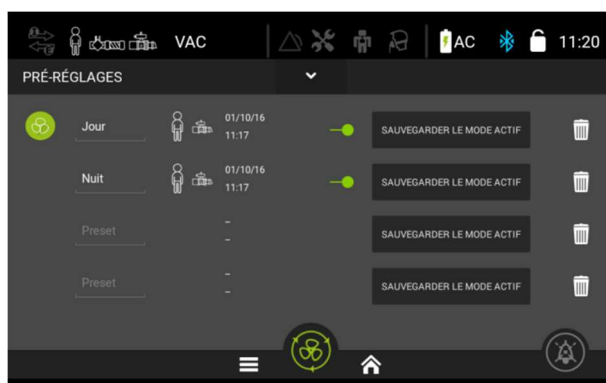 VAC AC 11:20
PRÉ-RÉGLAGES
Jour 01/10/16 11:17 SAUVEGARDER LE MODE ACTIF
Nuit 01/10/16 11:17 SAUVEGARDER LE MODE ACTIF
Preset – – SAUVEGARDER LE MODE ACTIF
Preset – – SAUVEGARDER LE MODE ACTIF